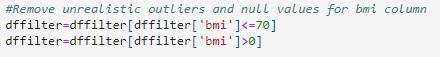 #Remove unrealistic outliers and null values for bmi column
dffilter=dffilter[dffilter['bmi']<=70]
dffilter=dffilter[dffilter['bmi']>0]